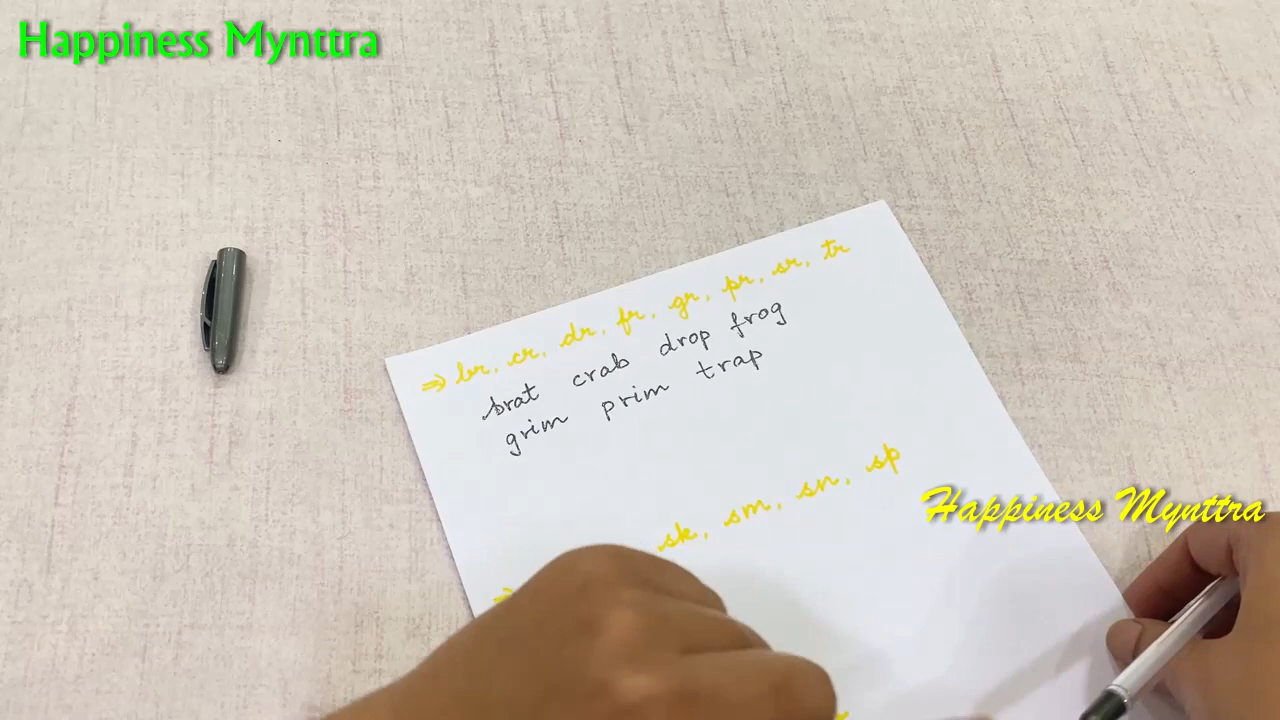 Happiness Mynttra
⇒ br, cr, dr, fr, gr, pr, sr, tr
brat crab drop frog
grim prim trap
⇒ sk, sm, sn, sp
Happiness Mynttra